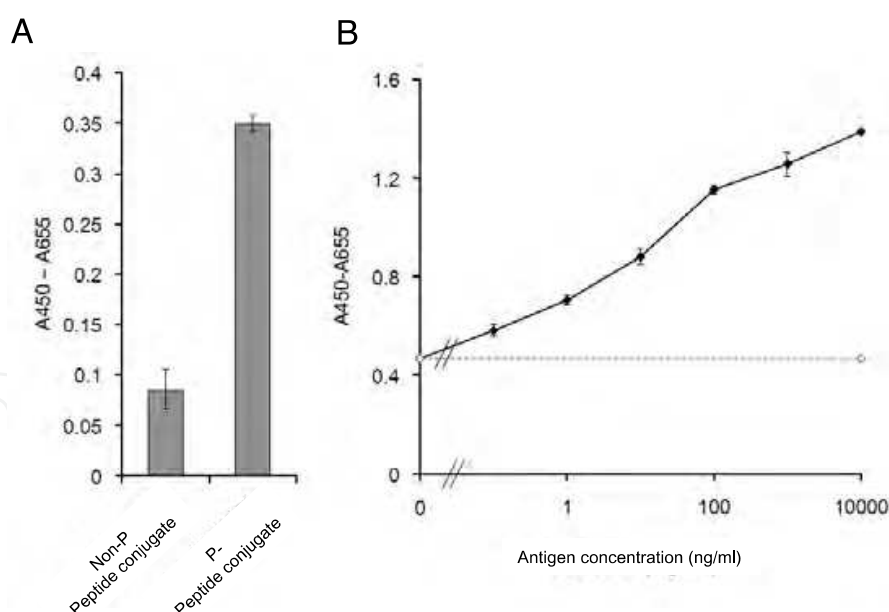 A
B
0.4
0.35
0.3
0.25
0.2
0.15
0.1
0.05
0
A450 – A655
Non-P
Peptide conjugate
P-
Peptide conjugate
1.6
1.2
0.8
0.4
0
A450-A655
0
1
100
10000
Antigen concentration (ng/ml)